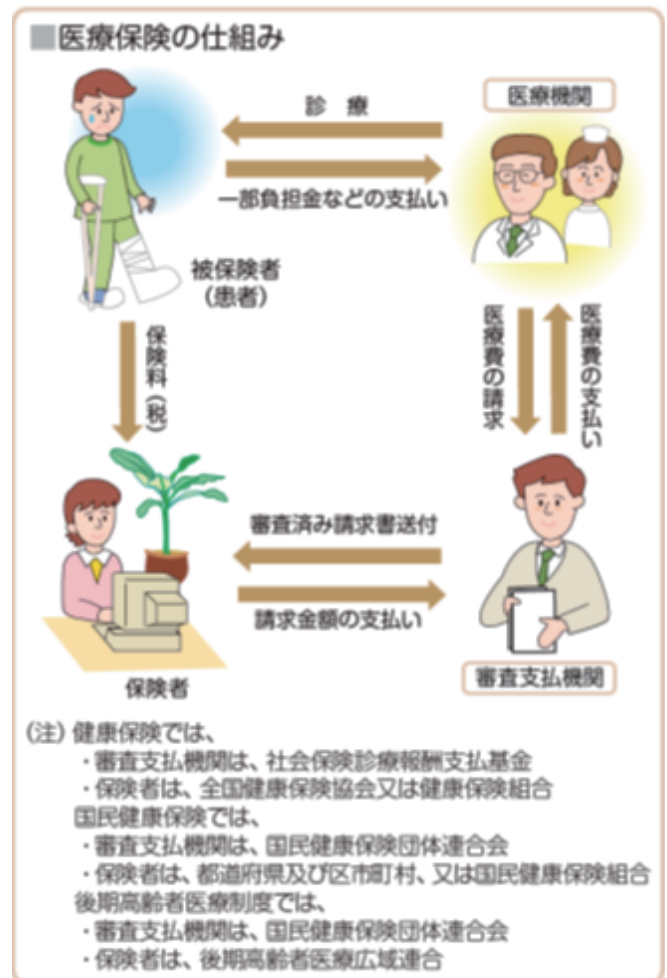 ■医療保険の仕組み
診 療
医療機関
一部負担金などの支払い
被保険者
（患者）
保険料（税）
医療費の請求
医療費の支払い
審査済み請求書送付
請求金額の支払い
保険者
審査支払機関
（注）健康保険では、
・審査支払機関は、社会保険診療報酬支払基金
・保険者は、全国健康保険協会又は健康保険組合
国民健康保険では、
・審査支払機関は、国民健康保険団体連合会
・保険者は、都道府県及び区市町村、又は国民健康保険組合
後期高齢者医療制度では、
・審査支払機関は、国民健康保険団体連合会
・保険者は、後期高齢者医療広域連合